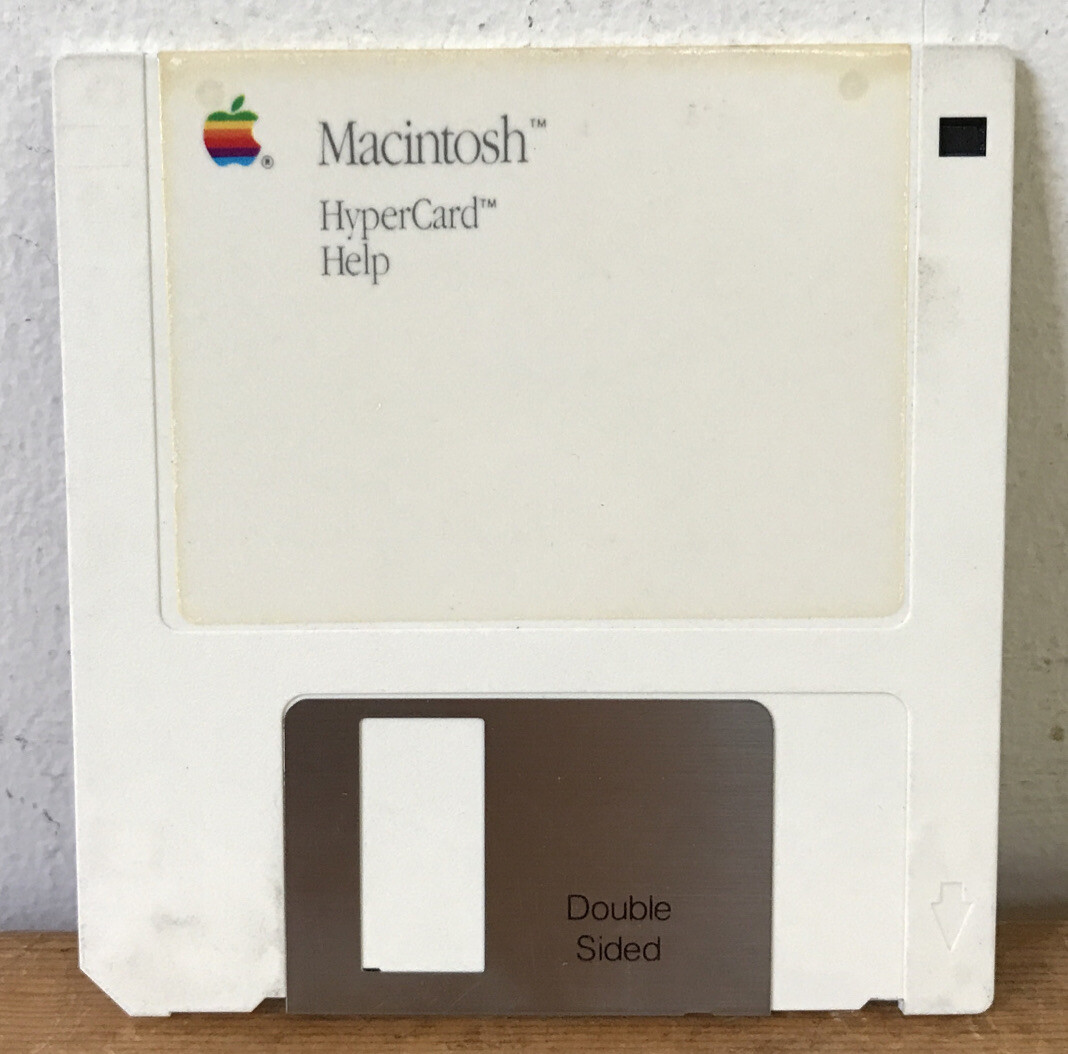 ®
Macintosh™
HyperCard™
Help
Double
Sided